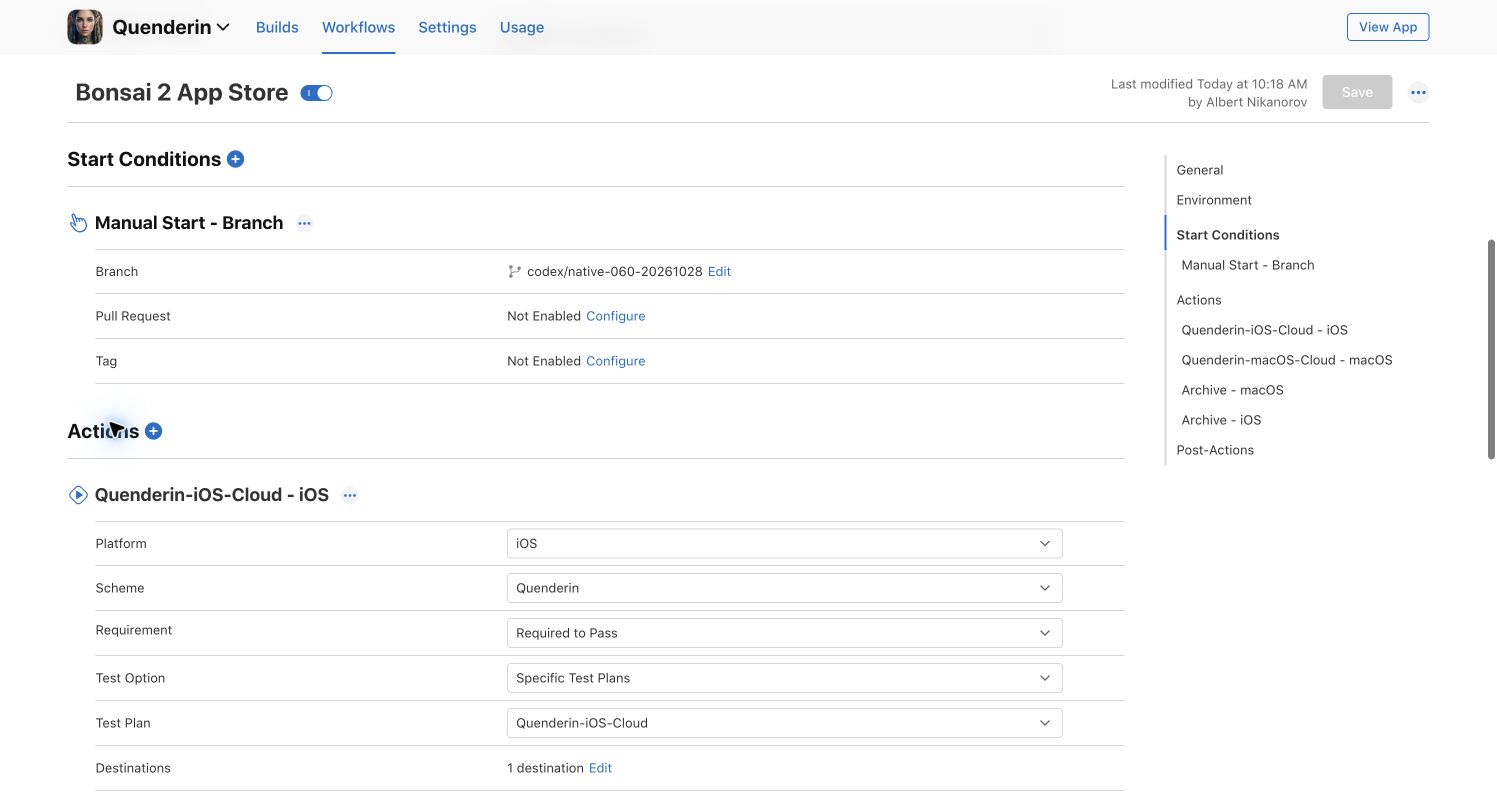 Quenderin Builds Workflows Settings Usage View App
Bonsai 2 App Store
Last modified Today at 10:18 AM
by Albert Nikanorov
Save
Start Conditions
Manual Start - Branch
Branch codex/native-060-20261028 Edit
Pull Request Not Enabled Configure
Tag Not Enabled Configure
Actions
Quenderin-iOS-Cloud - iOS
Platform iOS
Scheme Quenderin
Requirement Required to Pass
Test Option Specific Test Plans
Test Plan Quenderin-iOS-Cloud
Destinations 1 destination Edit
General
Environment
Start Conditions
Manual Start - Branch
Actions
Quenderin-iOS-Cloud - iOS
Quenderin-macOS-Cloud - macOS
Archive - macOS
Archive - iOS
Post-Actions